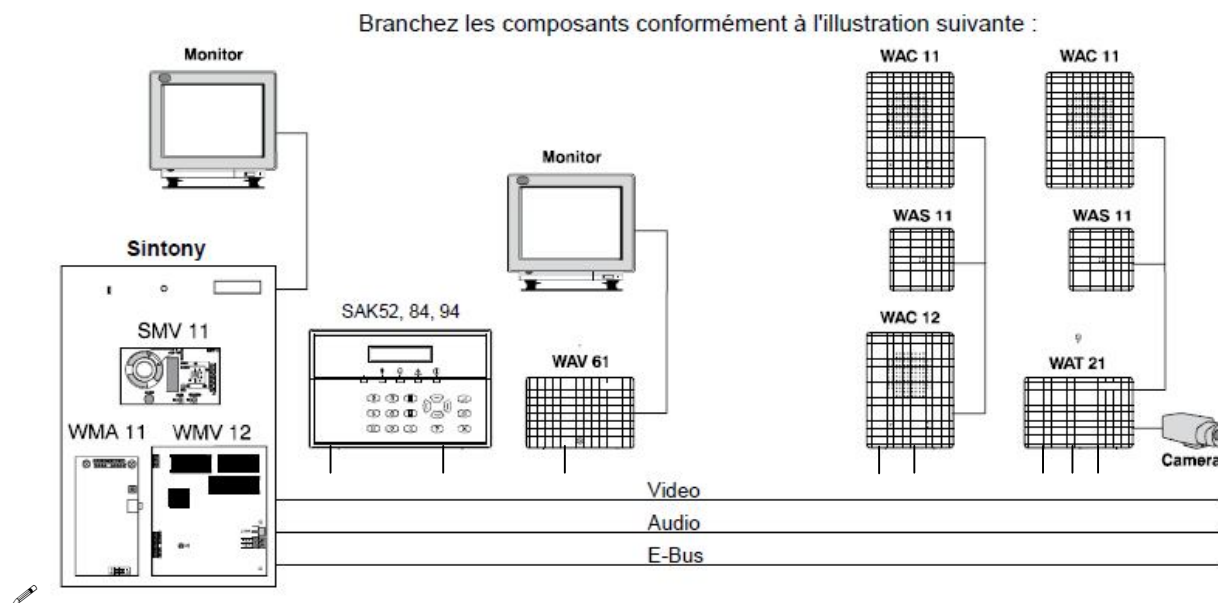 Branchez les composants conformément à l'illustration suivante :
Monitor
WAC 11
WAC 11
Monitor
WAS 11
WAS 11
Sintony
SAK52, 84, 94
SMV 11
WAC 12
WAV 61
WAT 21
WMA 11
WMV 12
Camera
Video
Audio
E-Bus